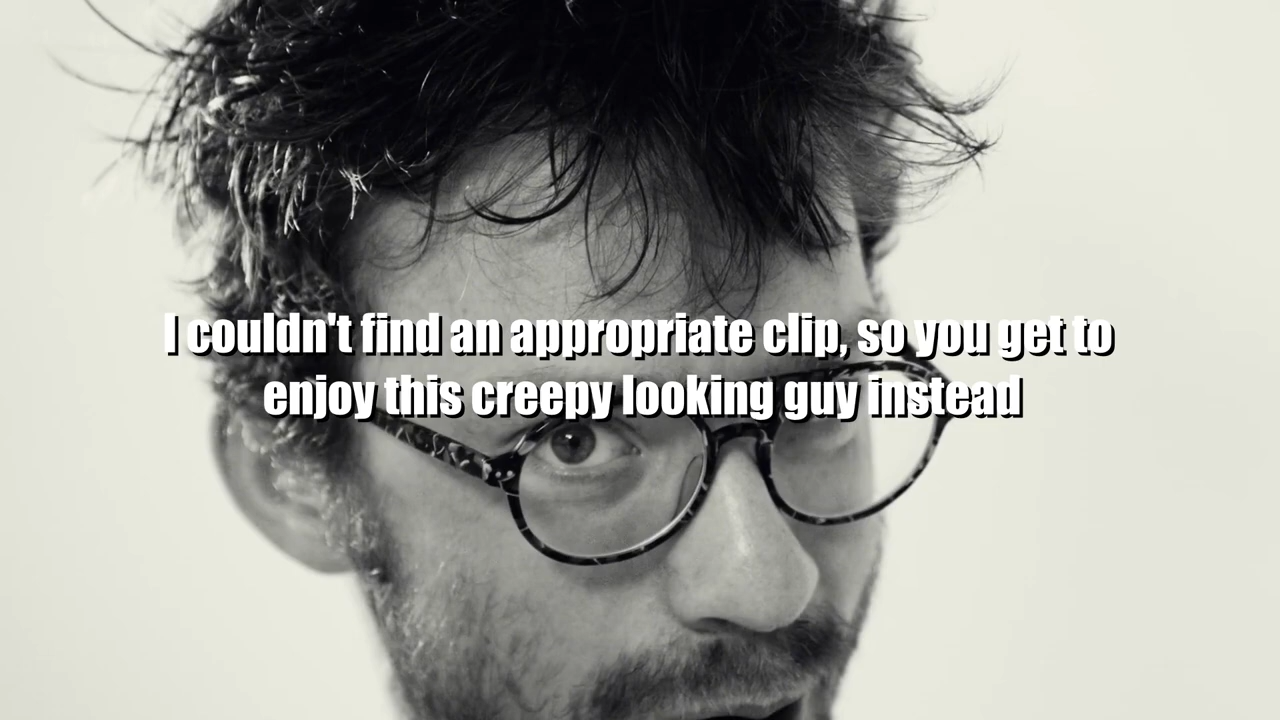 I couldn't find an appropriate clip, so you get to
enjoy this creepy looking guy instead